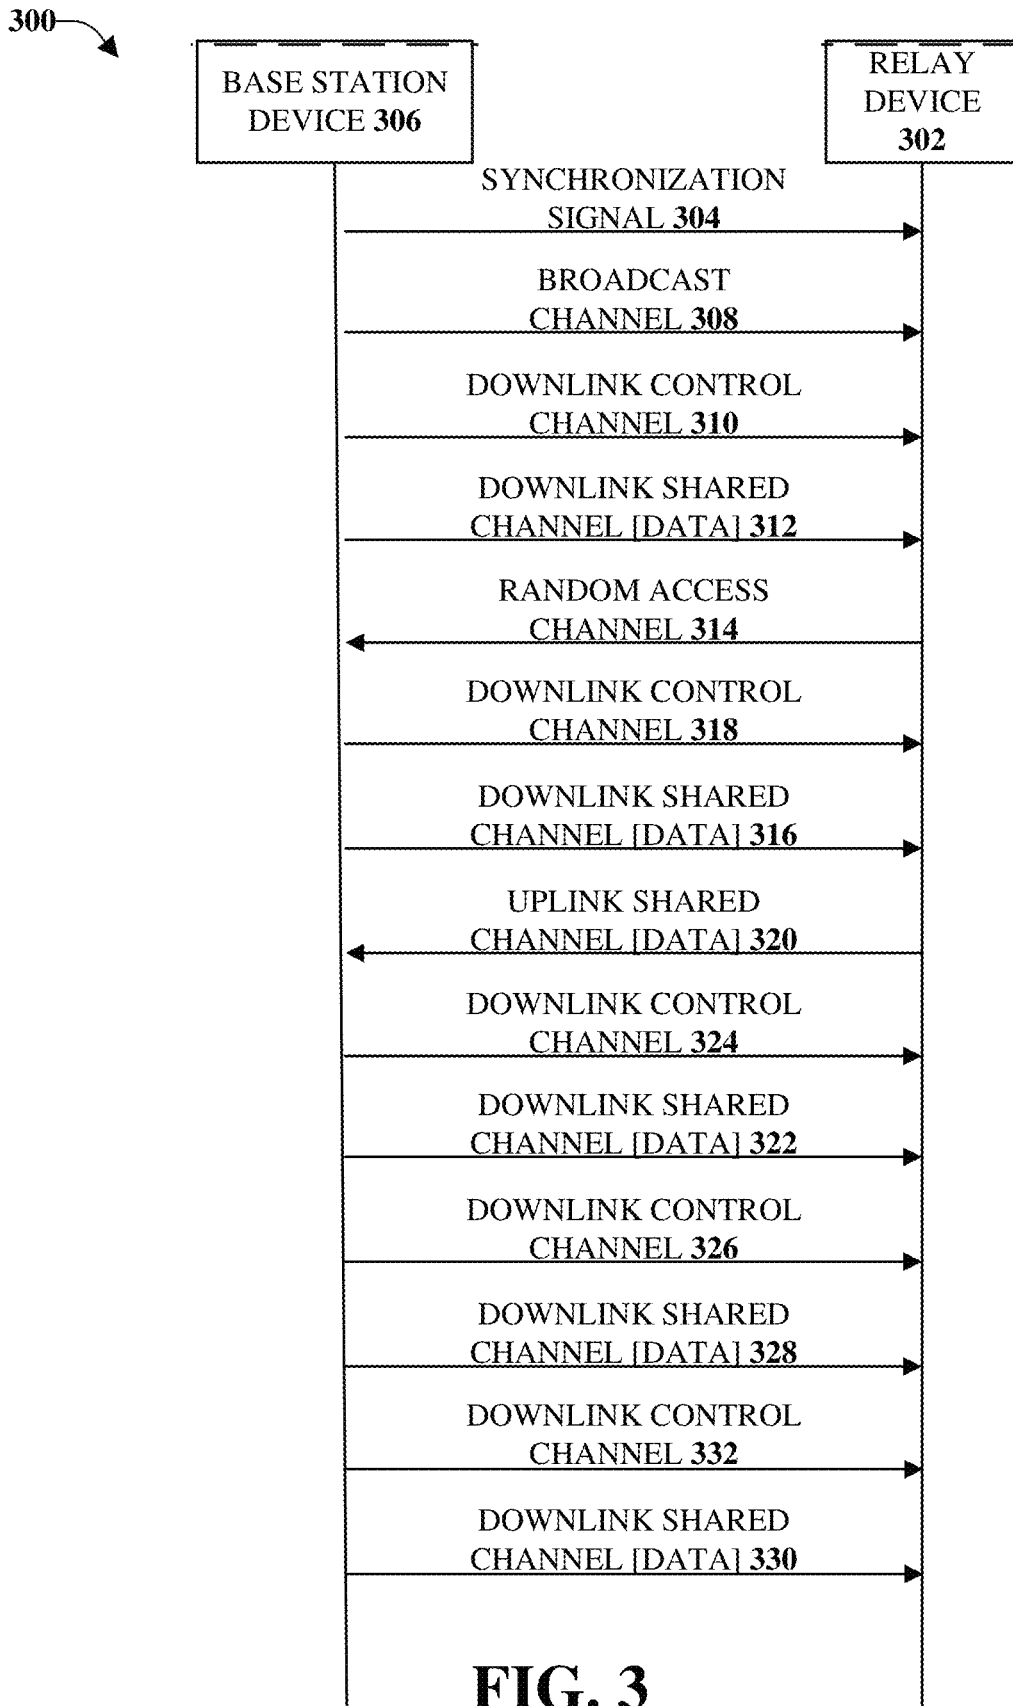 300
BASE STATION
DEVICE 306
RELAY
DEVICE
302
SYNCHRONIZATION
SIGNAL 304
BROADCAST
CHANNEL 308
DOWNLINK CONTROL
CHANNEL 310
DOWNLINK SHARED
CHANNEL [DATA] 312
RANDOM ACCESS
CHANNEL 314
DOWNLINK CONTROL
CHANNEL 318
DOWNLINK SHARED
CHANNEL [DATA] 316
UPLINK SHARED
CHANNEL [DATA] 320
DOWNLINK CONTROL
CHANNEL 324
DOWNLINK SHARED
CHANNEL [DATA] 322
DOWNLINK CONTROL
CHANNEL 326
DOWNLINK SHARED
CHANNEL [DATA] 328
DOWNLINK CONTROL
CHANNEL 332
DOWNLINK SHARED
CHANNEL [DATA] 330
FIG. 3